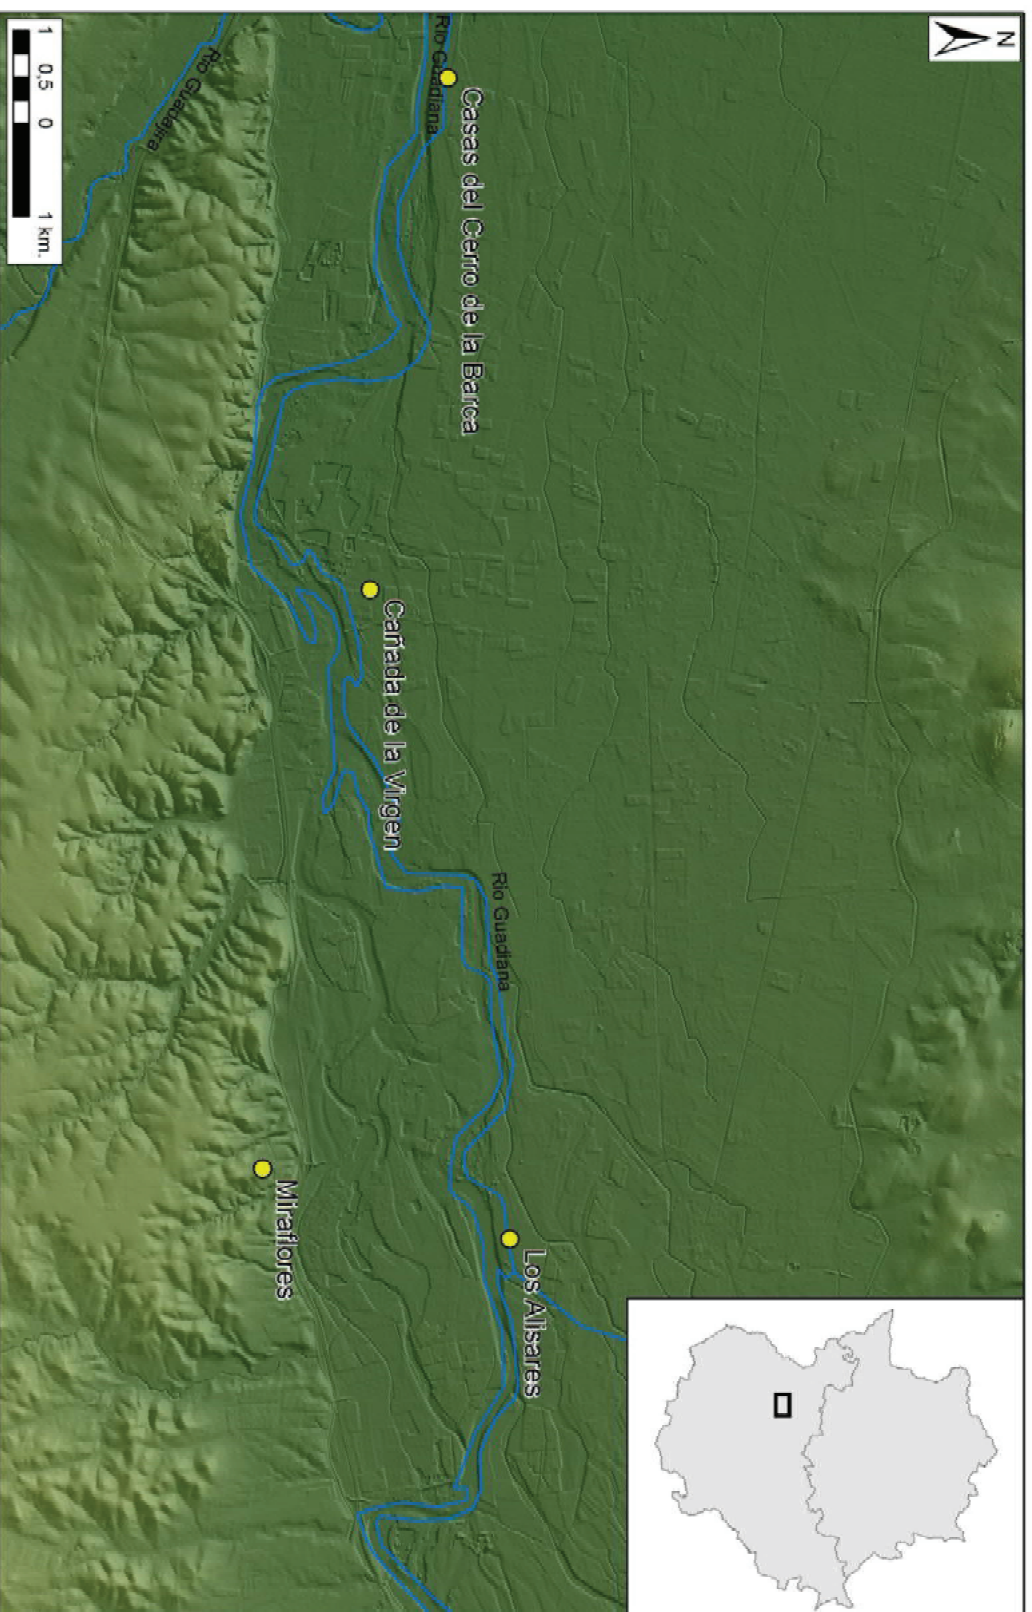 N
Río Guadiana
Casas del Cerro de la Barca
Río Guadajira
1 0,5 0 1 km.
Cañada de la Virgen
Río Guadiana
Miraflores
Los Alisares